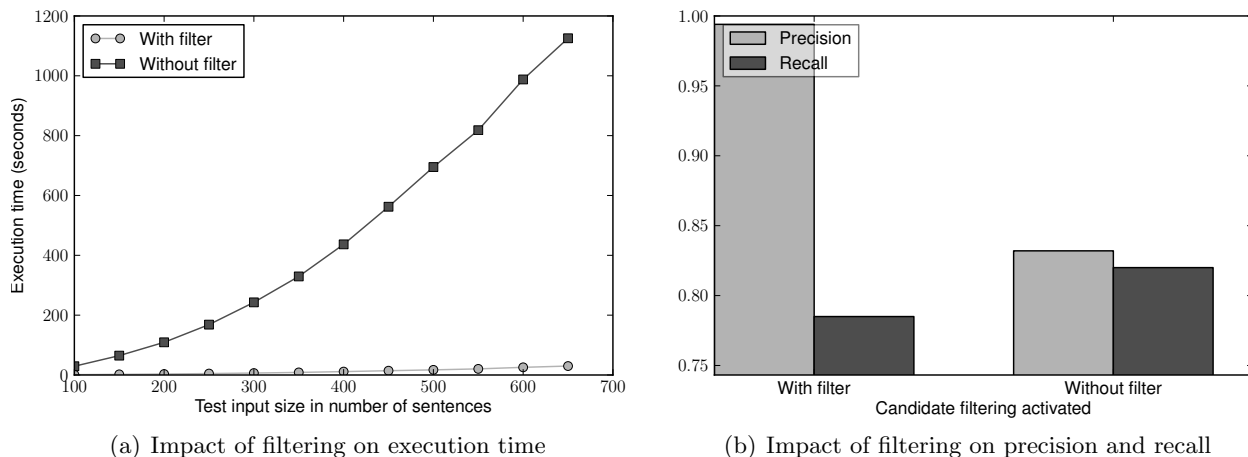 1200
1000
800
600
400
200
0
Execution time (seconds)
With filter
Without filter
100 200 300 400 500 600 700
Test input size in number of sentences
(a) Impact of filtering on execution time
1.00
0.95
0.90
0.85
0.80
0.75
Precision
Recall
With filter Without filter
Candidate filtering activated
(b) Impact of filtering on precision and recall